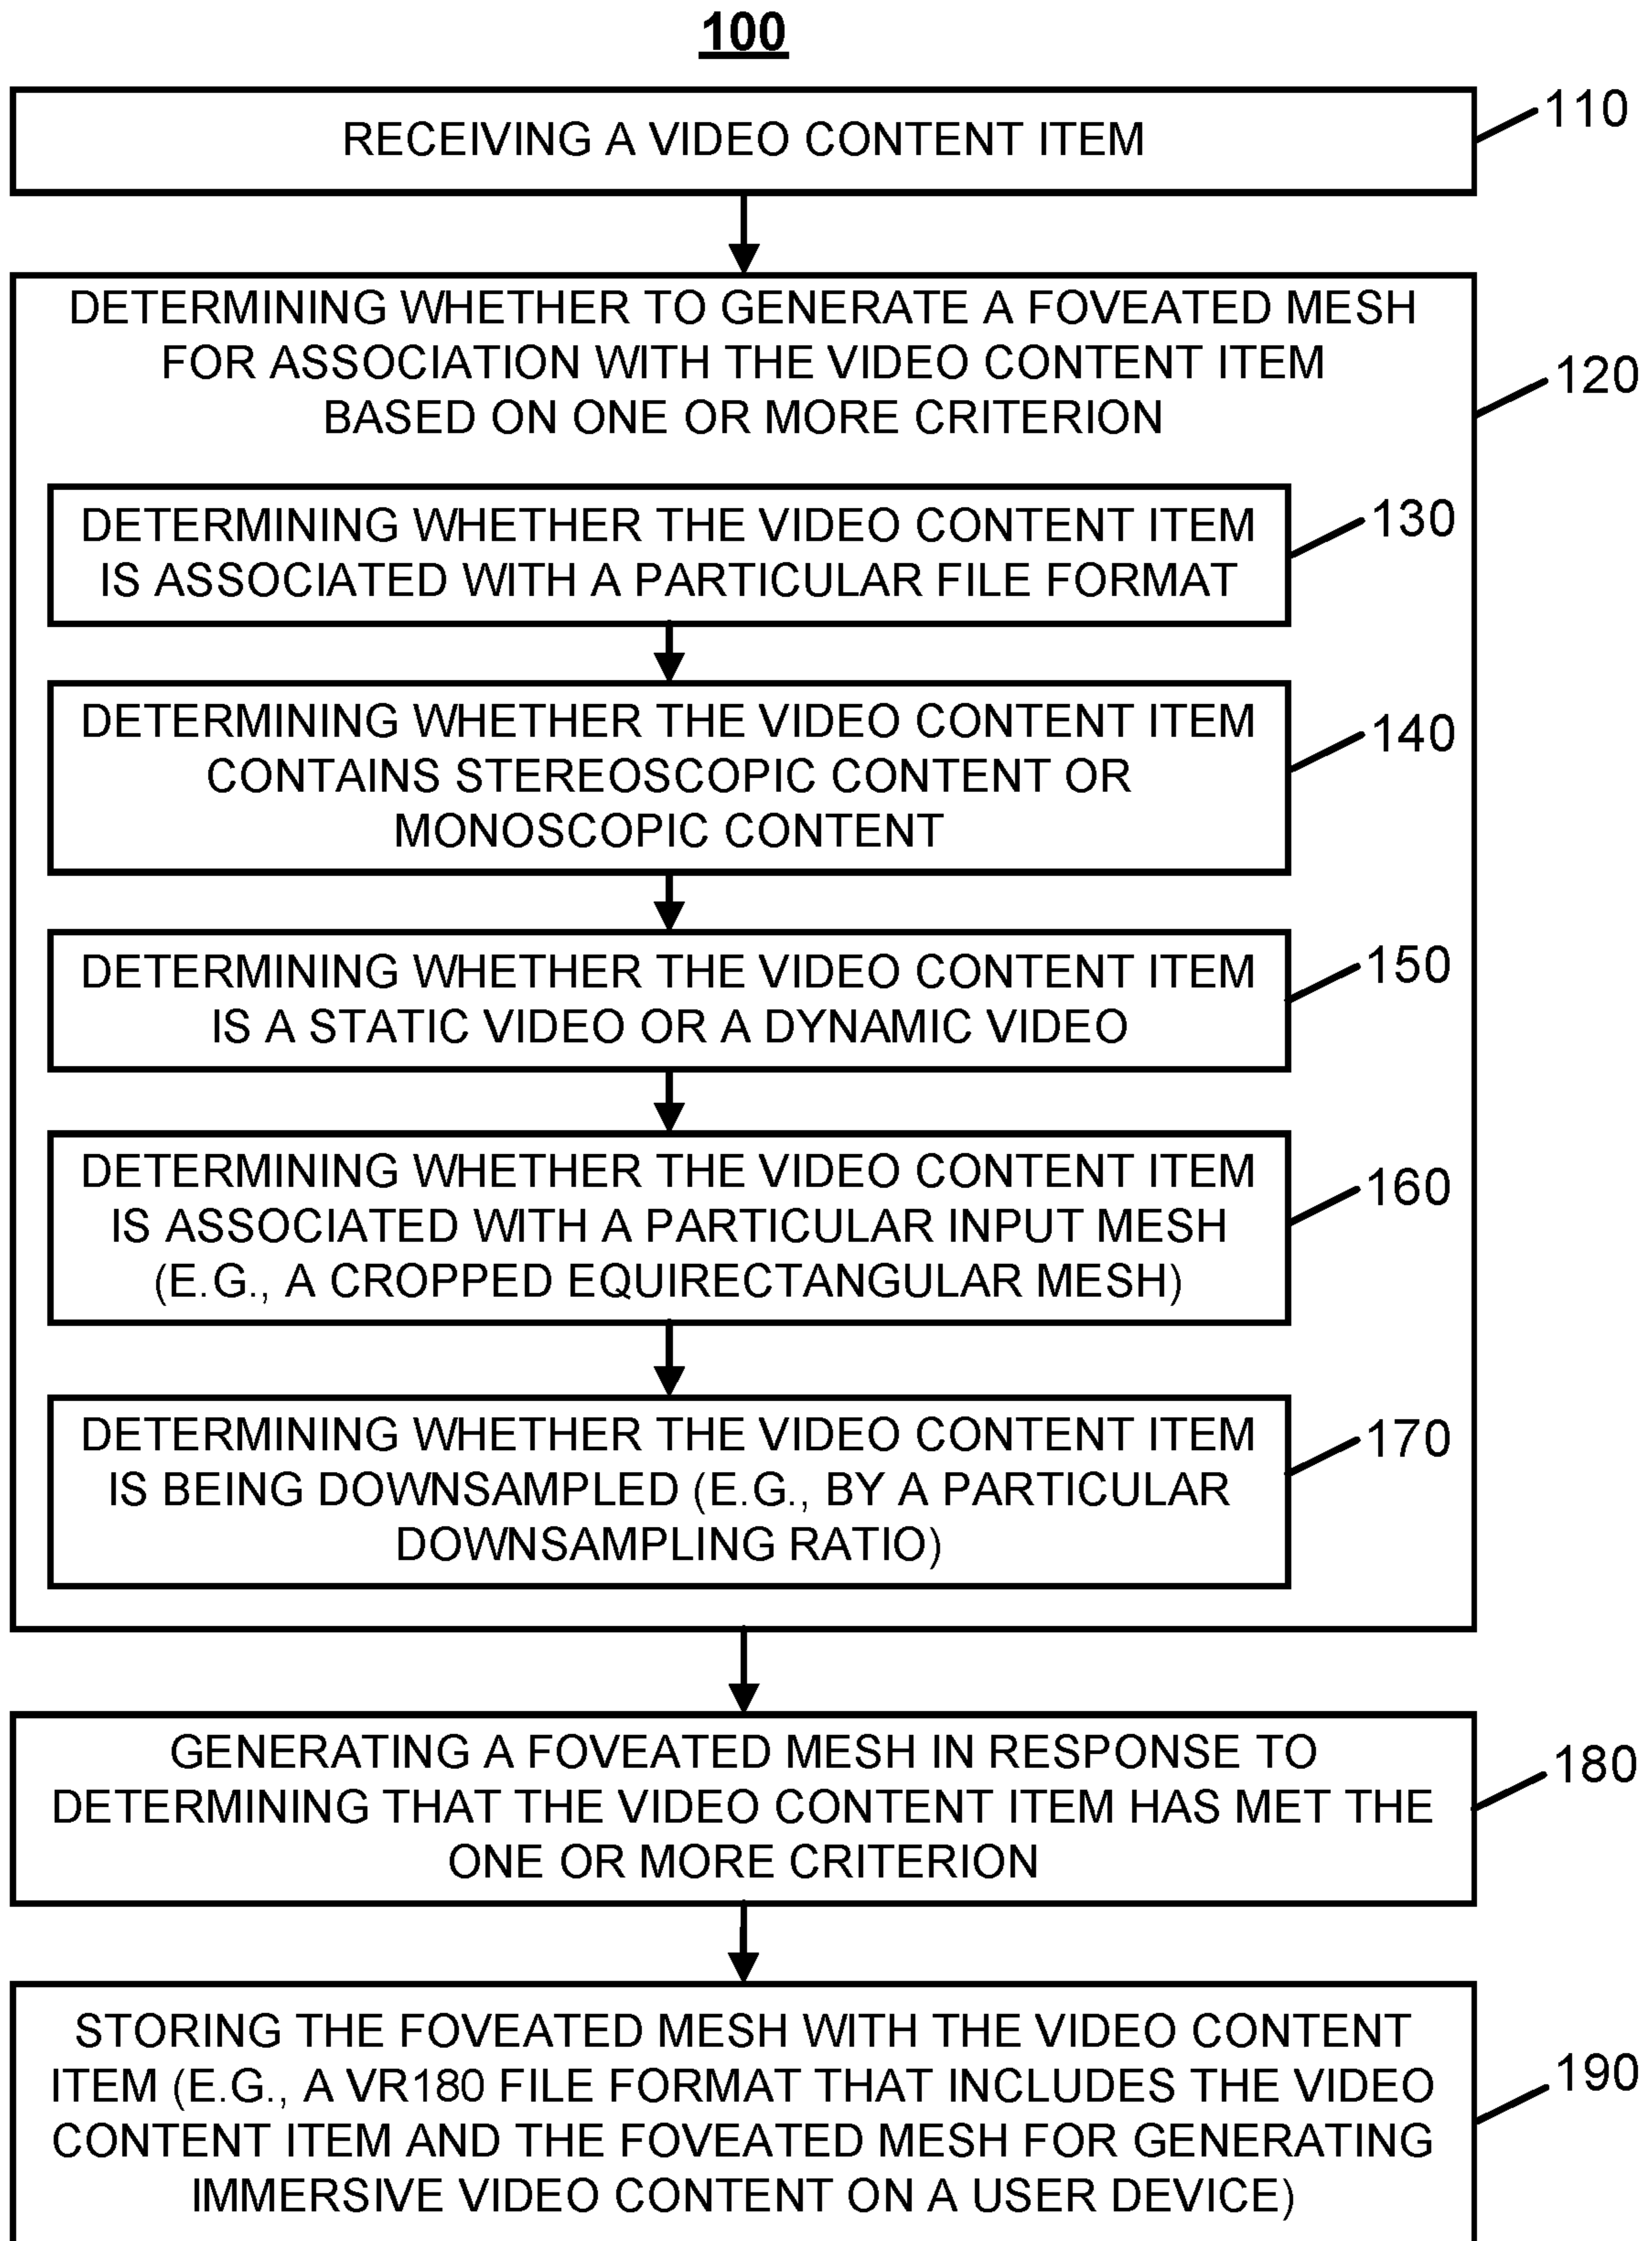 100
RECEIVING A VIDEO CONTENT ITEM
110
DETERMINING WHETHER TO GENERATE A FOVEATED MESH
FOR ASSOCIATION WITH THE VIDEO CONTENT ITEM
BASED ON ONE OR MORE CRITERION
120
DETERMINING WHETHER THE VIDEO CONTENT ITEM
IS ASSOCIATED WITH A PARTICULAR FILE FORMAT
130
DETERMINING WHETHER THE VIDEO CONTENT ITEM
CONTAINS STEREOSCOPIC CONTENT OR
MONOSCOPIC CONTENT
140
DETERMINING WHETHER THE VIDEO CONTENT ITEM
IS A STATIC VIDEO OR A DYNAMIC VIDEO
150
DETERMINING WHETHER THE VIDEO CONTENT ITEM
IS ASSOCIATED WITH A PARTICULAR INPUT MESH
(E.G., A CROPPED EQUIRECTANGULAR MESH)
160
DETERMINING WHETHER THE VIDEO CONTENT ITEM
IS BEING DOWNSAMPLED (E.G., BY A PARTICULAR
DOWNSAMPLING RATIO)
170
GENERATING A FOVEATED MESH IN RESPONSE TO
DETERMINING THAT THE VIDEO CONTENT ITEM HAS MET THE
ONE OR MORE CRITERION
180
STORING THE FOVEATED MESH WITH THE VIDEO CONTENT
ITEM (E.G., A VR180 FILE FORMAT THAT INCLUDES THE VIDEO
CONTENT ITEM AND THE FOVEATED MESH FOR GENERATING
IMMERSIVE VIDEO CONTENT ON A USER DEVICE)
190